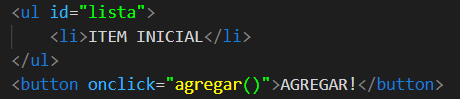 <ul id="lista">
<li>ITEM INICIAL</li>
</ul>
<button onclick="agregar()">AGREGAR!</button>